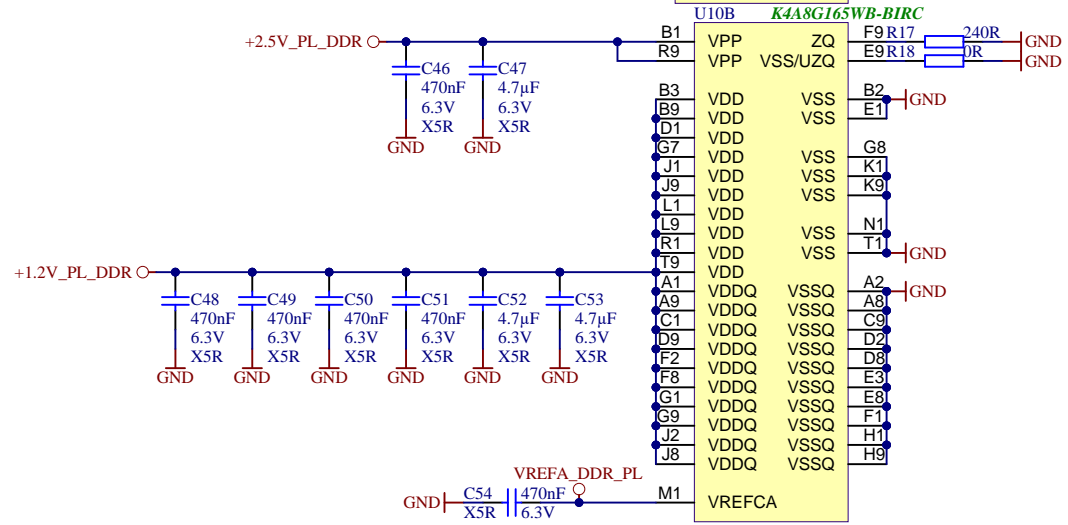 U10B K4A8G165WB-BIRC
+2.5V_PL_DDR B1 VPP ZQ F9 R17 240R GND
R9 VPP VSS/UZQ E9 R18 0R GND
C46 C47
470nF 4.7µF
6.3V 6.3V
X5R X5R
GND GND
B3 VDD VSS B2 GND
B9 VDD VSS E1
D1 VDD
G7 VDD VSS G8
J1 VDD VSS K1
J9 VDD VSS K9
L1 VDD
L9 VDD VSS N1
R1 VDD VSS T1 GND
+1.2V_PL_DDR T9 VDD
C48 C49 C50 C51 C52 C53
470nF 470nF 470nF 470nF 4.7µF 4.7µF
6.3V 6.3V 6.3V 6.3V 6.3V 6.3V
X5R X5R X5R X5R X5R X5R
GND GND GND GND GND GND
A1 VDDQ VSSQ A2 GND
A9 VDDQ VSSQ A8
C1 VDDQ VSSQ C9
D9 VDDQ VSSQ D2
F2 VDDQ VSSQ D8
F8 VDDQ VSSQ E3
G1 VDDQ VSSQ E8
G9 VDDQ VSSQ F1
J2 VDDQ VSSQ H1
J8 VDDQ VSSQ H9
VREFA_DDR_PL
GND C54 470nF M1 VREFCA
X5R 6.3V